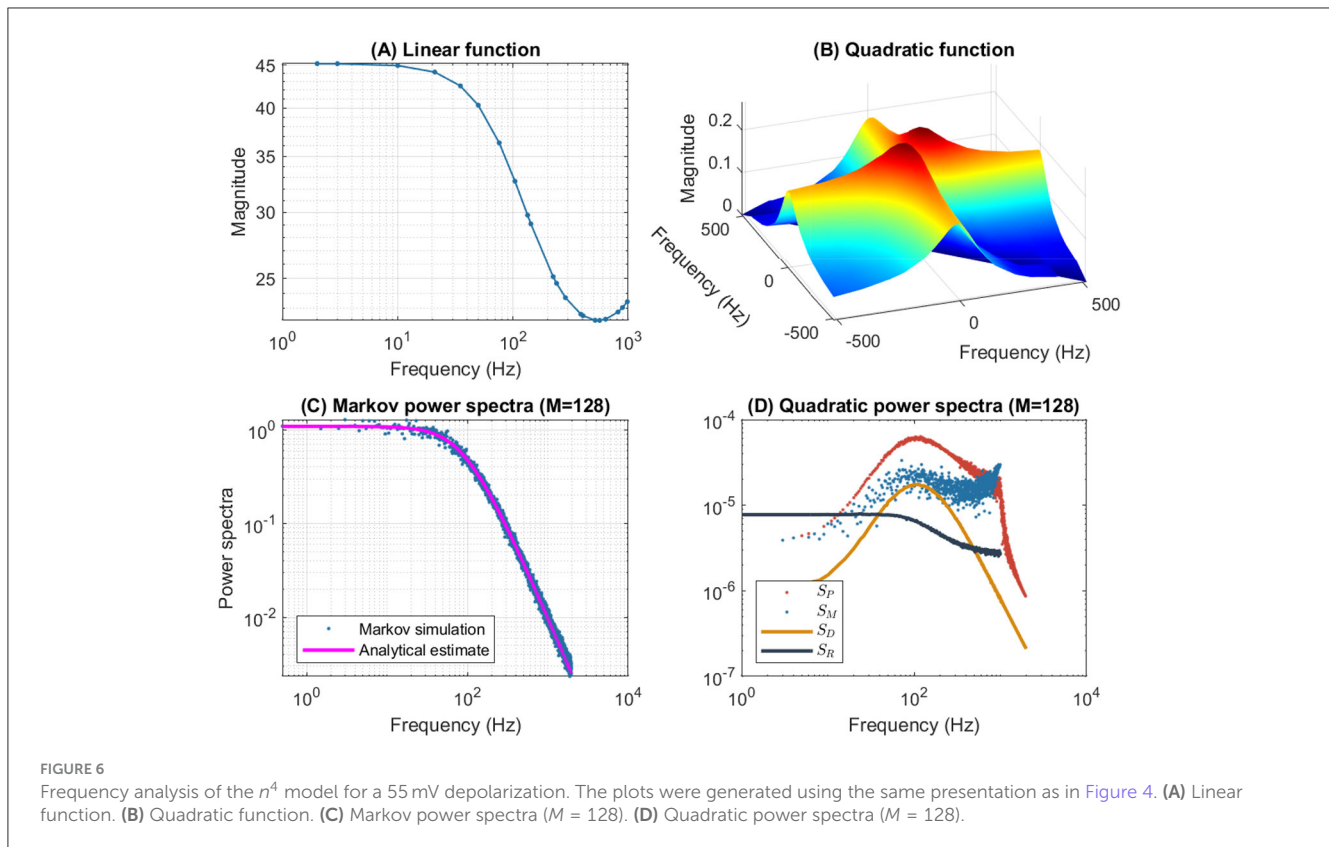 (A) Linear function
45
40
35
30
25
Magnitude
10^0
10^1
10^2
10^3
Frequency (Hz)
(B) Quadratic function
0.2
0.1
0
Magnitude
500
0
-500
Frequency (Hz)
-500
0
500
Frequency (Hz)
(C) Markov power spectra (M=128)
10^0
10^-1
10^-2
Power spectra
Markov simulation
Analytical estimate
10^0
10^2
10^4
Frequency (Hz)
(D) Quadratic power spectra (M=128)
10^-4
10^-5
10^-6
10^-7
S_P
S_M
S_D
S_R
10^0
10^2
10^4
Frequency (Hz)
FIGURE 6
Frequency analysis of the n^4 model for a 55 mV depolarization. The plots were generated using the same presentation as in Figure 4. (A) Linear
function. (B) Quadratic function. (C) Markov power spectra (M = 128). (D) Quadratic power spectra (M = 128).